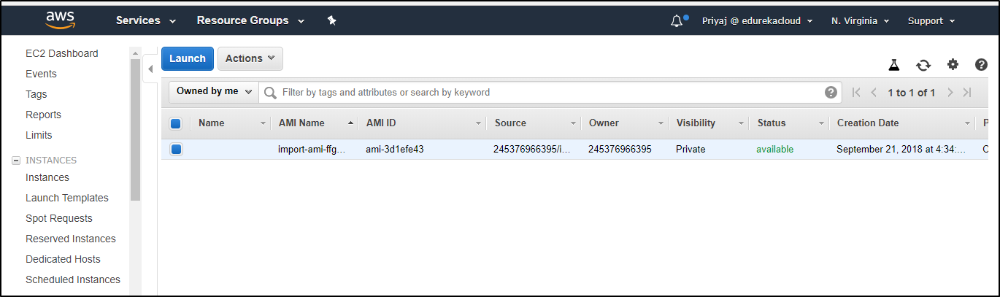 aws Services Resource Groups Priyaj @ edurekacloud N. Virginia Support
EC2 Dashboard
Events
Tags
Reports
Limits
INSTANCES
Instances
Launch Templates
Spot Requests
Reserved Instances
Dedicated Hosts
Scheduled Instances
Launch Actions
Owned by me Filter by tags and attributes or search by keyword 1 to 1 of 1
Name AMI Name AMI ID Source Owner Visibility Status Creation Date P
import-ami-ffg... ami-3d1efe43 245376966395/i... 245376966395 Private available September 21, 2018 at 4:34:...